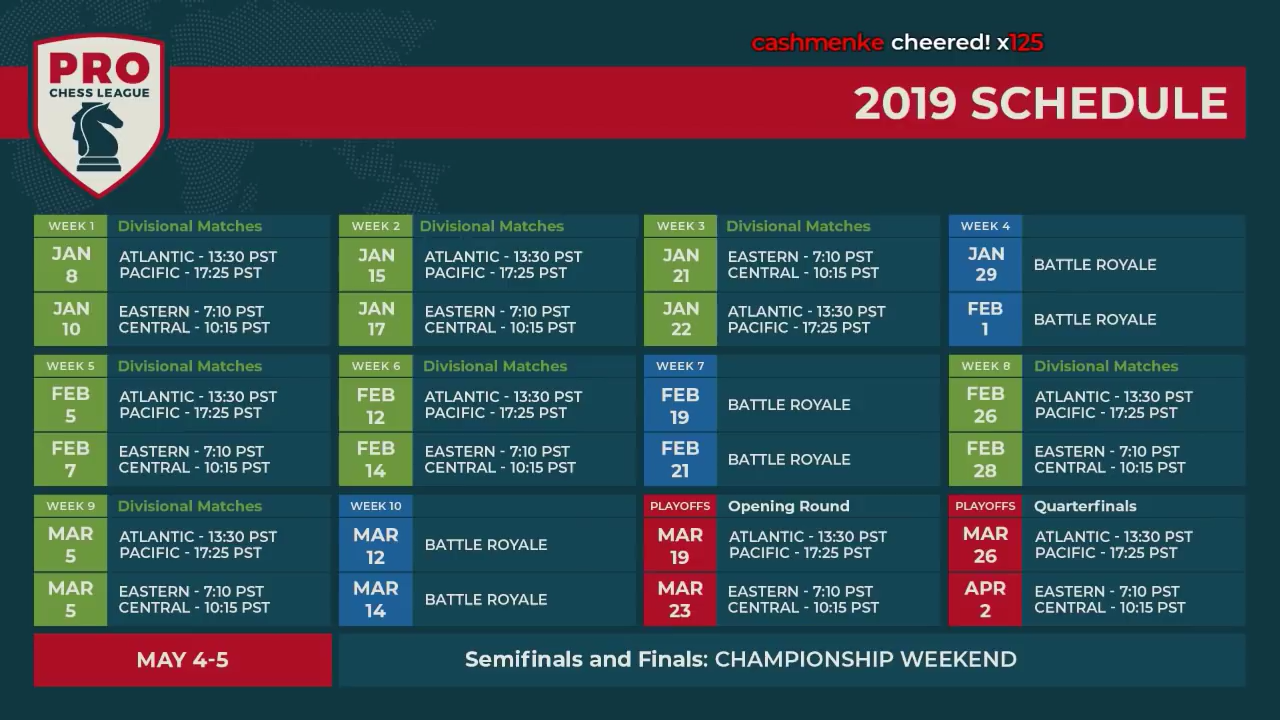 cashmenke cheered! x125
PRO
CHESS LEAGUE
2019 SCHEDULE
WEEK 1 Divisional Matches
JAN 8
ATLANTIC - 13:30 PST
PACIFIC - 17:25 PST
JAN 10
EASTERN - 7:10 PST
CENTRAL - 10:15 PST
WEEK 2 Divisional Matches
JAN 15
ATLANTIC - 13:30 PST
PACIFIC - 17:25 PST
JAN 17
EASTERN - 7:10 PST
CENTRAL - 10:15 PST
WEEK 3 Divisional Matches
JAN 21
EASTERN - 7:10 PST
CENTRAL - 10:15 PST
JAN 22
ATLANTIC - 13:30 PST
PACIFIC - 17:25 PST
WEEK 4
JAN 29
BATTLE ROYALE
FEB 1
BATTLE ROYALE
WEEK 5 Divisional Matches
FEB 5
ATLANTIC - 13:30 PST
PACIFIC - 17:25 PST
FEB 7
EASTERN - 7:10 PST
CENTRAL - 10:15 PST
WEEK 6 Divisional Matches
FEB 12
ATLANTIC - 13:30 PST
PACIFIC - 17:25 PST
FEB 14
EASTERN - 7:10 PST
CENTRAL - 10:15 PST
WEEK 7
FEB 19
BATTLE ROYALE
FEB 21
BATTLE ROYALE
WEEK 8 Divisional Matches
FEB 26
ATLANTIC - 13:30 PST
PACIFIC - 17:25 PST
FEB 28
EASTERN - 7:10 PST
CENTRAL - 10:15 PST
WEEK 9 Divisional Matches
MAR 5
ATLANTIC - 13:30 PST
PACIFIC - 17:25 PST
MAR 5
EASTERN - 7:10 PST
CENTRAL - 10:15 PST
WEEK 10
MAR 12
BATTLE ROYALE
MAR 14
BATTLE ROYALE
PLAYOFFS Opening Round
MAR 19
ATLANTIC - 13:30 PST
PACIFIC - 17:25 PST
MAR 23
EASTERN - 7:10 PST
CENTRAL - 10:15 PST
PLAYOFFS Quarterfinals
MAR 26
ATLANTIC - 13:30 PST
PACIFIC - 17:25 PST
APR 2
EASTERN - 7:10 PST
CENTRAL - 10:15 PST
MAY 4-5
Semifinals and Finals: CHAMPIONSHIP WEEKEND